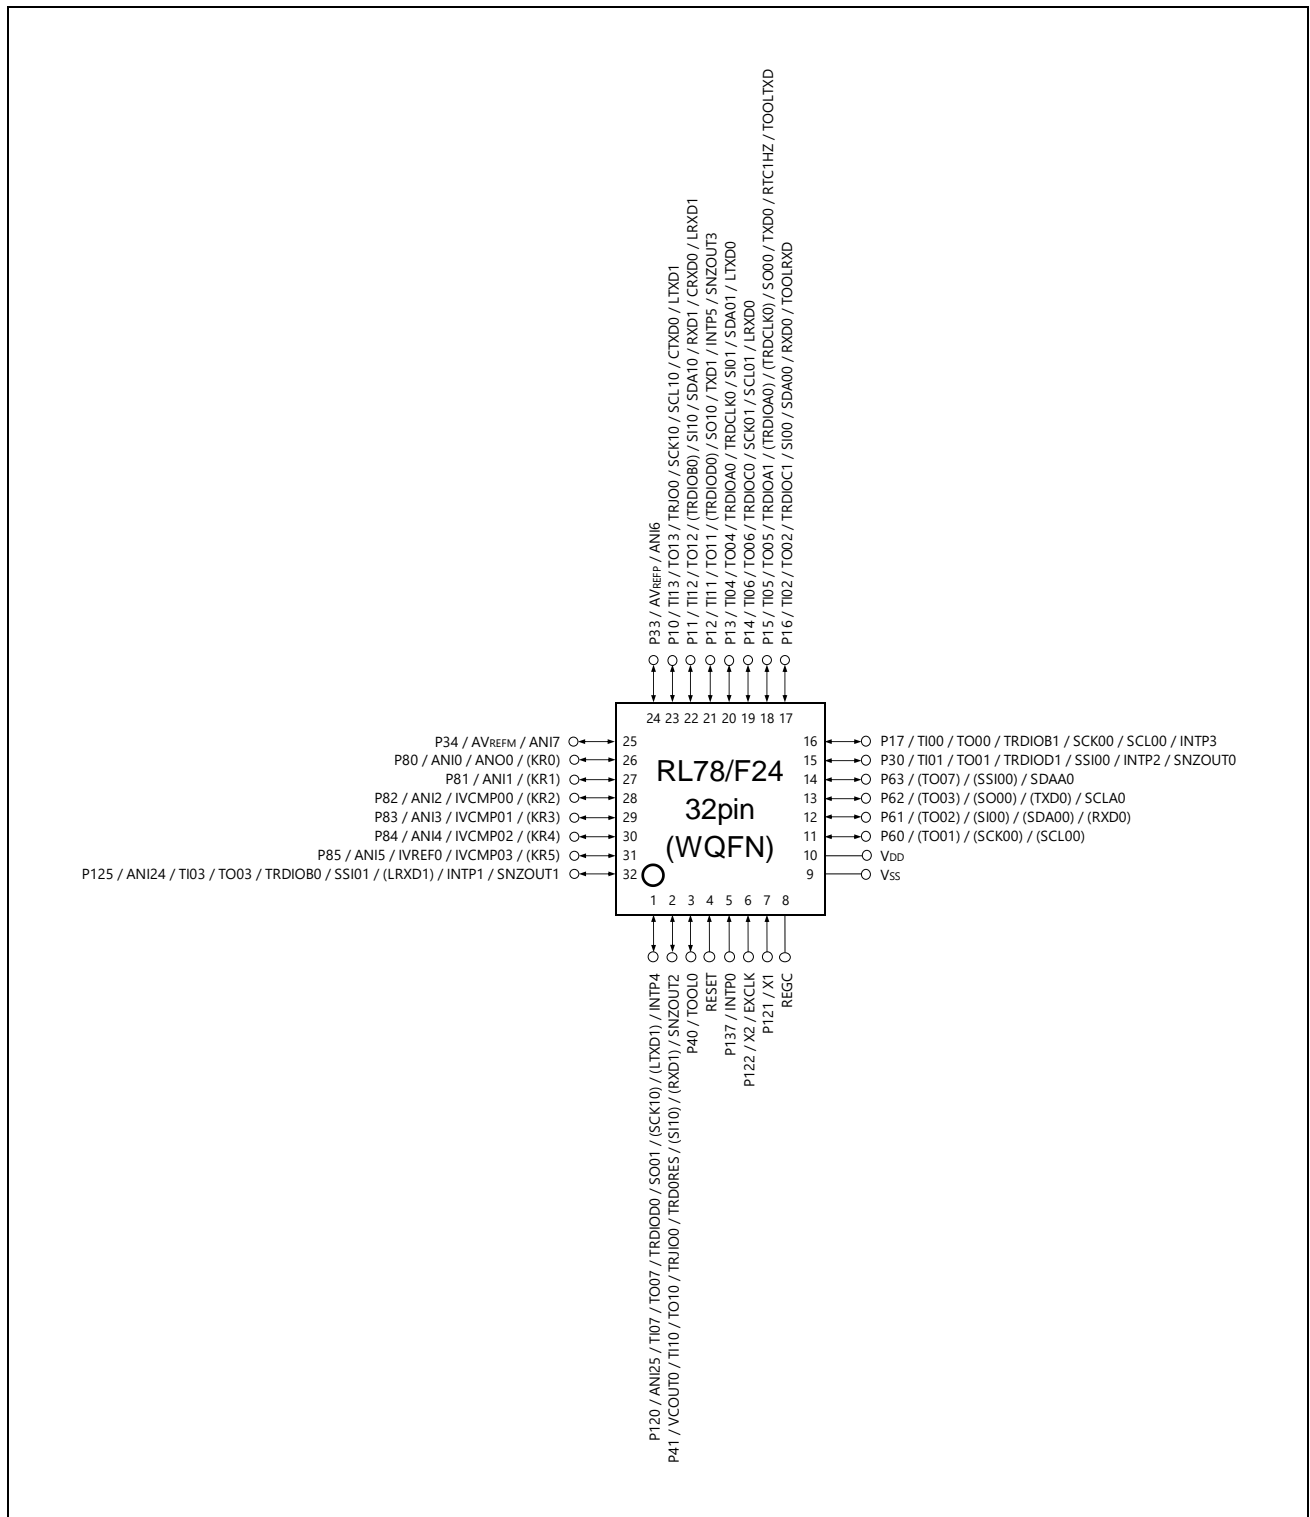 P33 / AVREFP / ANI6
P10 / TI13 / TO13 / TRJO0 / SCK10 / SCL10 / CTXD0 / LTXD1
P11 / TI12 / TO12 / (TRDIOB0) / SI10 / SDA10 / RXD1 / CRXD0 / LRXD1
P12 / TI11 / TO11 / (TRDIOD0) / SO10 / TXD1 / INTP5 / SNZOUT3
P13 / TI04 / TO04 / TRDIOA0 / TRDCLK0 / SI01 / SDA01 / LTXD0
P14 / TI06 / TO06 / TRDIOC0 / SCK01 / SCL01 / LRXD0
P15 / TI05 / TO05 / TRDIOA1 / (TRDIOA0) / (TRDCLK0) / SO00 / TXD0 / RTC1HZ / TOOLTXD
P16 / TI02 / TO02 / TRDIOC1 / SI00 / SDA00 / RXD0 / TOOLRXD
24 23 22 21 20 19 18 17
P34 / AVREFM / ANI7 25
P80 / ANI0 / ANO0 / (KR0) 26
P81 / ANI1 / (KR1) 27
P82 / ANI2 / IVCMP00 / (KR2) 28
P83 / ANI3 / IVCMP01 / (KR3) 29
P84 / ANI4 / IVCMP02 / (KR4) 30
P85 / ANI5 / IVREF0 / IVCMP03 / (KR5) 31
P125 / ANI24 / TI03 / TO03 / TRDIOB0 / SSI01 / (LRXD1) / INTP1 / SNZOUT1 32
RL78/F24
32pin
(WQFN)
16 P17 / TI00 / TO00 / TRDIOB1 / SCK00 / SCL00 / INTP3
15 P30 / TI01 / TO01 / TRDIOD1 / SSI00 / INTP2 / SNZOUT0
14 P63 / (TO07) / (SSI00) / SDAA0
13 P62 / (TO03) / (SO00) / (TXD0) / SCLA0
12 P61 / (TO02) / (SI00) / (SDA00) / (RXD0)
11 P60 / (TO01) / (SCK00) / (SCL00)
10 VDD
9 VSS
1 2 3 4 5 6 7 8
P120 / ANI25 / TI07 / TO07 / TRDIOD0 / SO01 / (SCK10) / (LTXD1) / INTP4
P41 / VCOUT0 / TI10 / TO10 / TRJIO0 / TRD0RES / (SI10) / (RXD1) / SNZOUT2
P40 / TOOL0
RESET
P137 / INTP0
P122 / X2 / EXCLK
P121 / X1
REGC